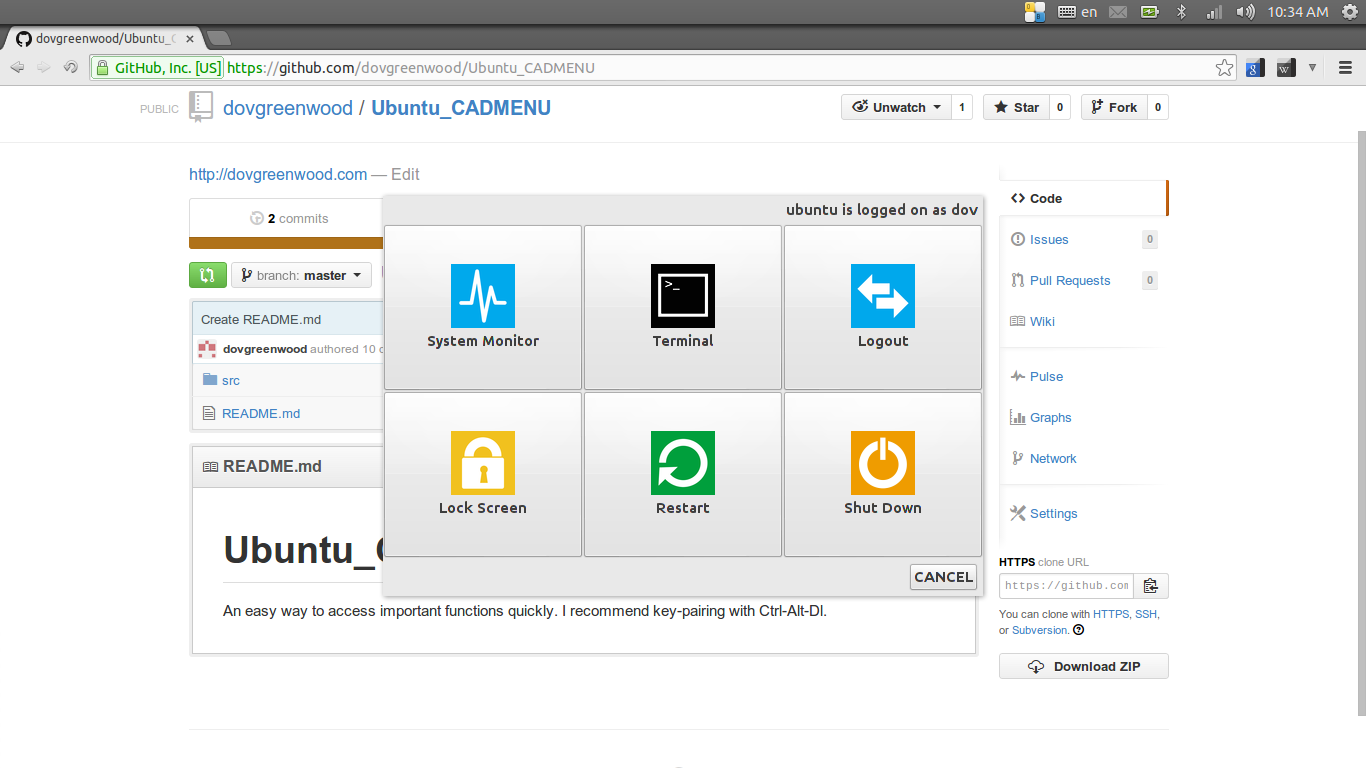 en 10:34 AM
dovgreenwood/Ubuntu_C
GitHub, Inc. [US] https://github.com/dovgreenwood/Ubuntu_CADMENU
PUBLIC dovgreenwood / Ubuntu_CADMENU
Unwatch 1 Star 0 Fork 0
http://dovgreenwood.com — Edit
2 commits
branch: master
Create README.md
dovgreenwood authored 10
src
README.md
README.md
Ubuntu_
An easy way to access important functions quickly. I recommend key-pairing with Ctrl-Alt-Dl.
ubuntu is logged on as dov
System Monitor Terminal Logout
>_
Lock Screen Restart Shut Down
CANCEL
Code
Issues 0
Pull Requests 0
Wiki
Pulse
Graphs
Network
Settings
HTTPS clone URL
https://github.com
You can clone with HTTPS, SSH,
or Subversion.
Download ZIP